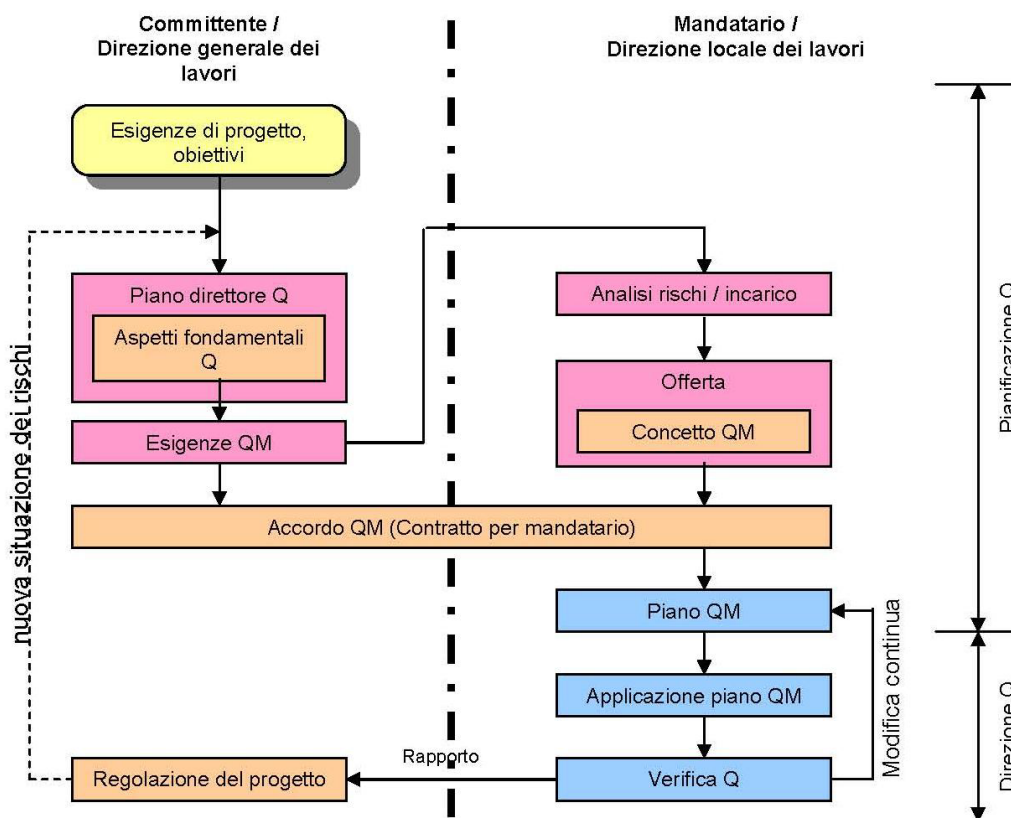 Committente /
Direzione generale dei
lavori
Mandatario /
Direzione locale dei lavori
Esigenze di progetto,
obiettivi
Piano direttore Q
Aspetti fondamentali
Q
Esigenze QM
Analisi rischi / incarico
Offerta
Concetto QM
Accordo QM (Contratto per mandatario)
Piano QM
Applicazione piano QM
Verifica Q
Rapporto
Regolazione del progetto
nuova situazione dei rischi
Modifica continua
Pianificazione Q
Direzione Q